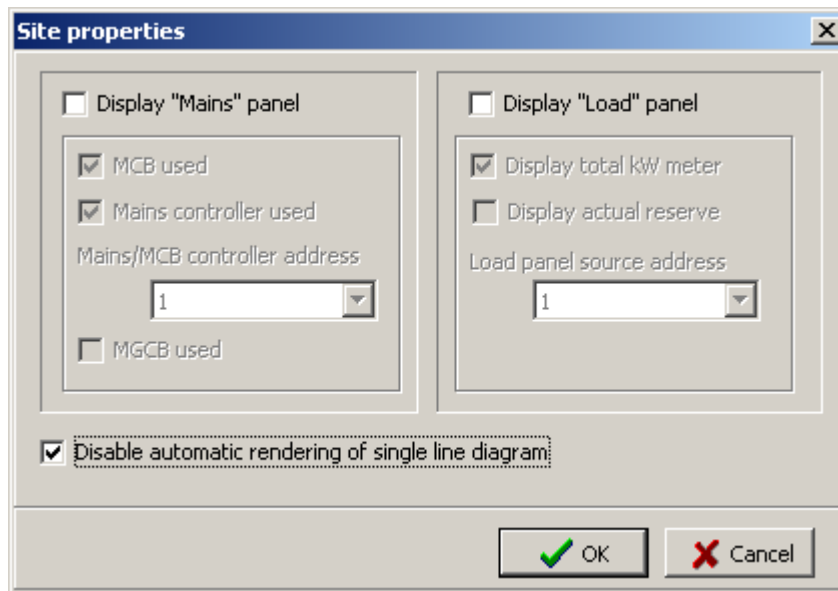 Site properties
Display "Mains" panel
MCB used
Mains controller used
Mains/MCB controller address
1
MGCB used
Display "Load" panel
Display total kW meter
Display actual reserve
Load panel source address
1
Disable automatic rendering of single line diagram
OK
Cancel